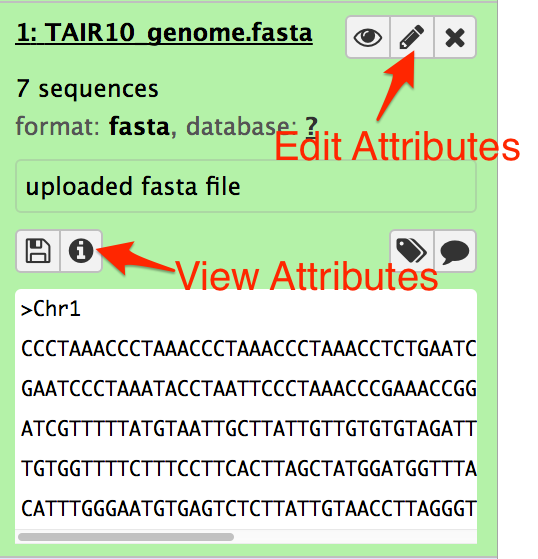 1: TAIR10_genome.fasta
7 sequences
format: fasta, database: ?
Edit Attributes
uploaded fasta file
View Attributes
>Chr1
CCCTAAACCCTAAACCCTAAACCCTAAACCTCTGAATC
GAATCCCTAAATACCTAATTCCCTAAACCCGAAACCGG
ATCGTTTTTATGTAATTGCTTATTGTTGTGTGTAGATT
TGTGGTTTTCTTTCCTTCACTTAGCTATGGATGGTTTA
CATTTGGGAATGTGAGTCTCTTATTGTAACCTTAGGGT